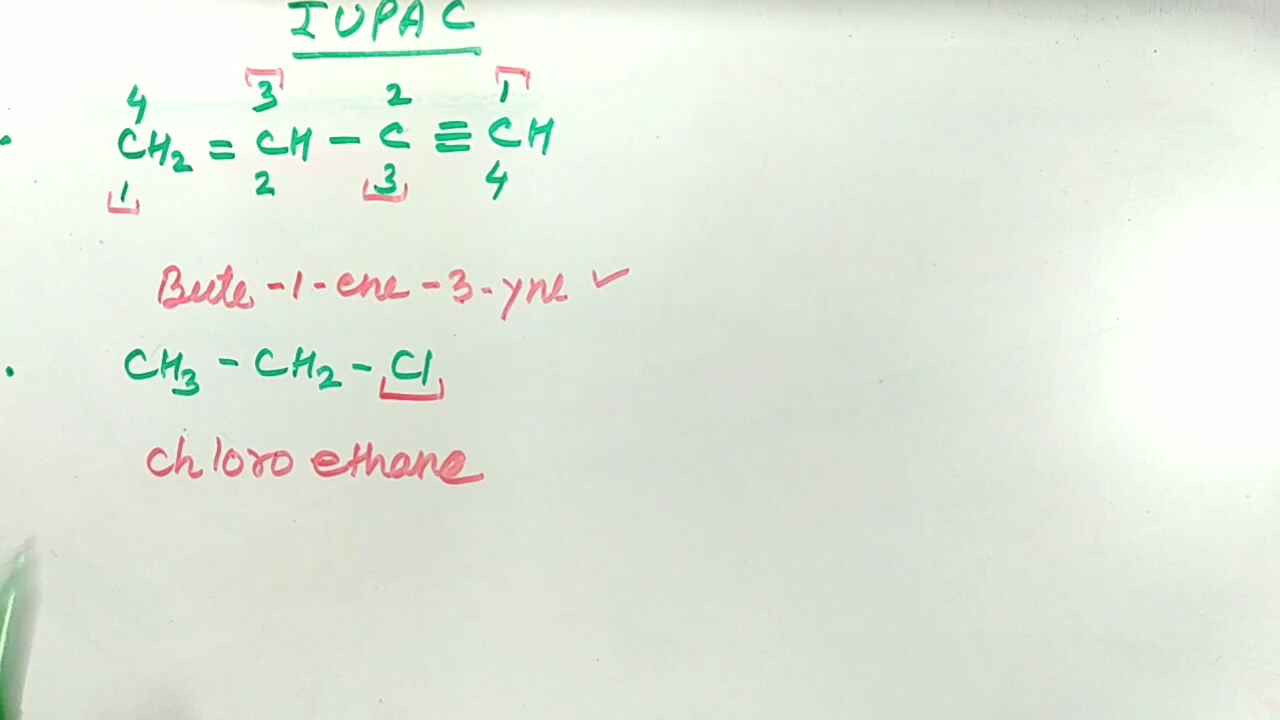 IUPAC
4 3 2 1
CH2 = CH - C ≡ CH
1 2 3 4
Bute-1-ene-3-yne ✓
CH3 - CH2 - Cl
chloro ethane